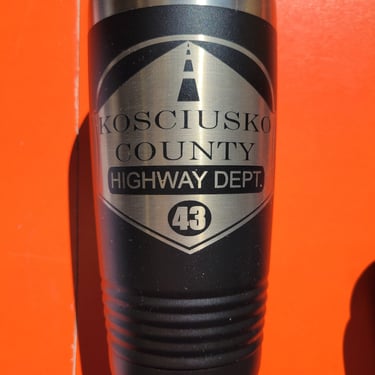 KOSCIUSKO
COUNTY
HIGHWAY DEPT.
43